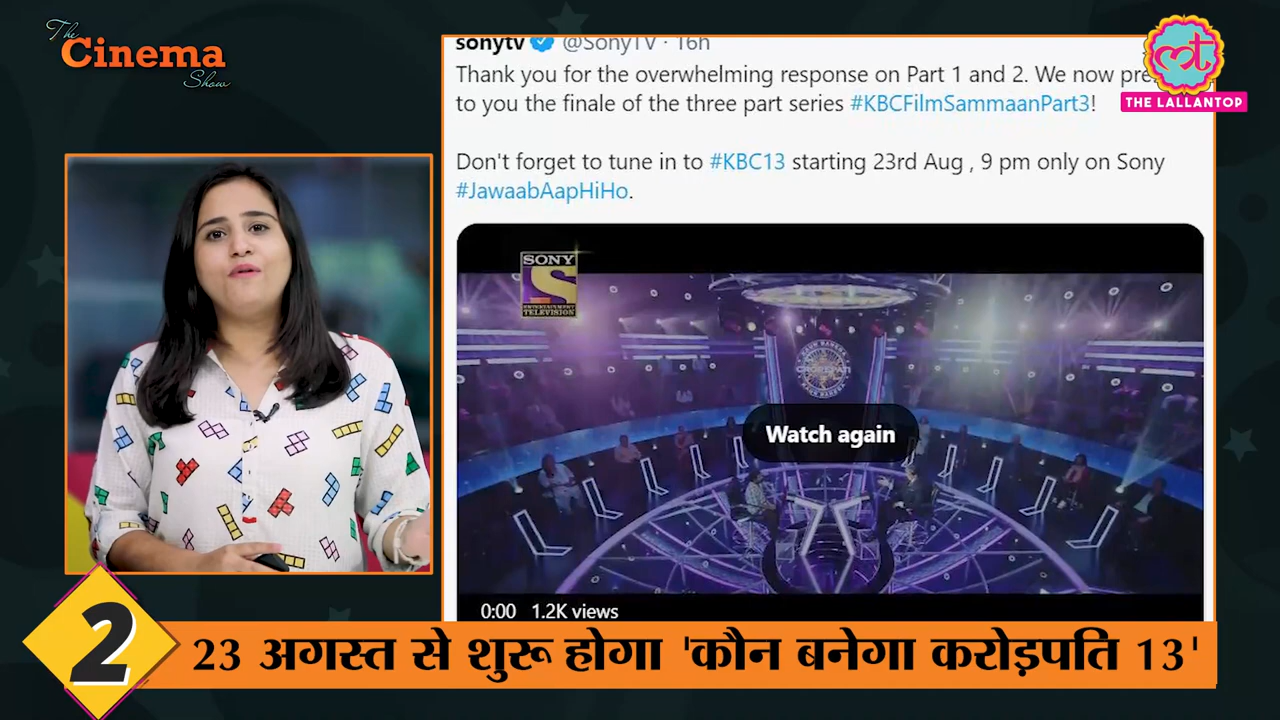 The
Cinema
Show
sonytv @SonyTV · 16h
Thank you for the overwhelming response on Part 1 and 2. We now
to you the finale of the three part series #KBCFilmSammaanPart3!
Don't forget to tune in to #KBC13 starting 23rd Aug , 9 pm only on Sony
#JawaabAapHiHo.
THE LALLANTOP
SONY
S
ENTERTAINMENT
TELEVISION
KAUN BANEGA
CROREPATI
Watch again
0:00 1.2K views
2
23 अगस्त से शुरू होगा 'कौन बनेगा करोड़पति 13'